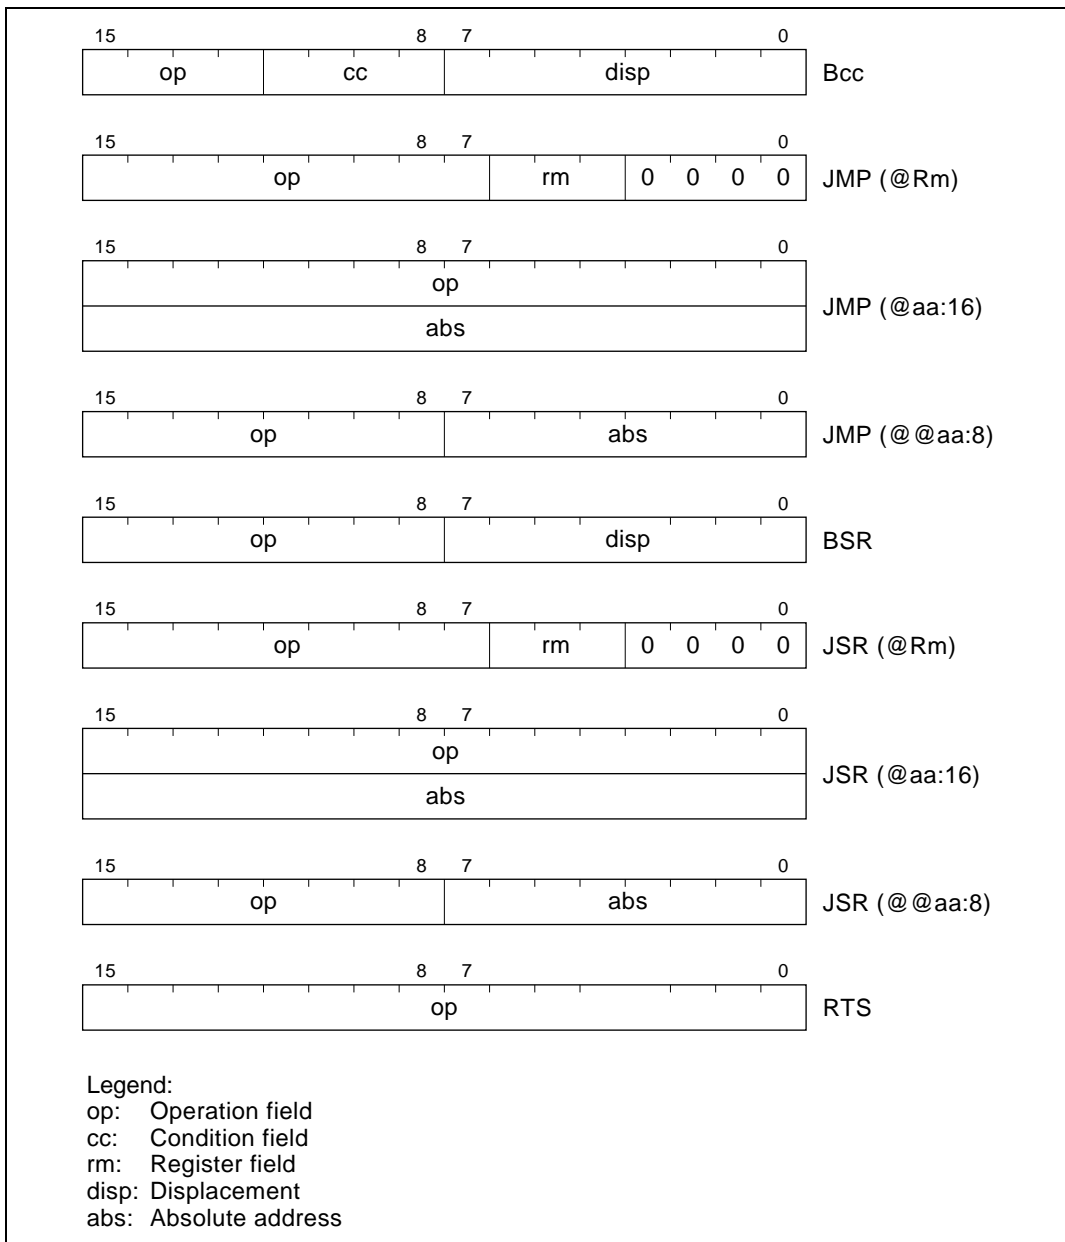 15 8 7 0
op cc disp Bcc
15 8 7 0
op rm 0 0 0 0 JMP (@Rm)
15 8 7 0
op
JMP (@aa:16)
abs
15 8 7 0
op abs JMP (@@aa:8)
15 8 7 0
op disp BSR
15 8 7 0
op rm 0 0 0 0 JSR (@Rm)
15 8 7 0
op
JSR (@aa:16)
abs
15 8 7 0
op abs JSR (@@aa:8)
15 8 7 0
op RTS
Legend:
op: Operation field
cc: Condition field
rm: Register field
disp: Displacement
abs: Absolute address